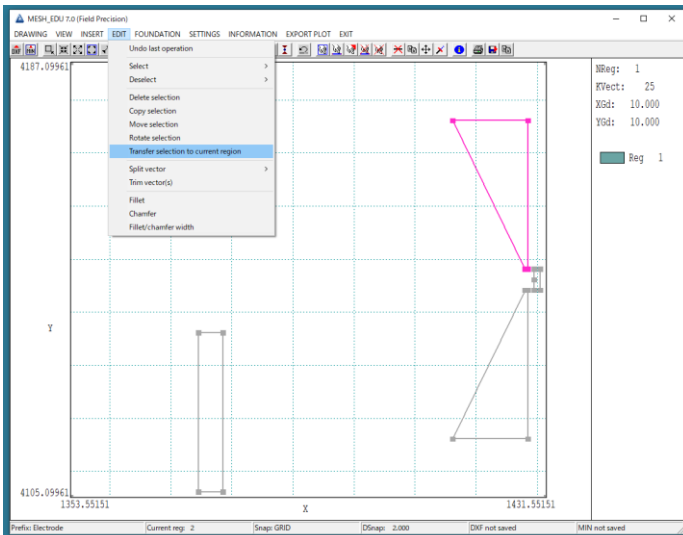 MESH_EDU 7.0 (Field Precision)
DRAWING VIEW INSERT EDIT FOUNDATION SETTINGS INFORMATION EXPORT PLOT EXIT
Undo last operation
Select
Deselect
Delete selection
Copy selection
Move selection
Rotate selection
Transfer selection to current region
Split vector
Trim vector(s)
Fillet
Chamfer
Fillet/chamfer width
4187.09961
Y
4105.09961
1353.55151
X
1431.55151
NReg: 1
KVect: 25
XGd: 10.000
YGd: 10.000
Reg 1
Prefix: Electrode
Current reg: 2
Snap: GRID
DSnap: 2.000
DXF not saved
MIN not saved